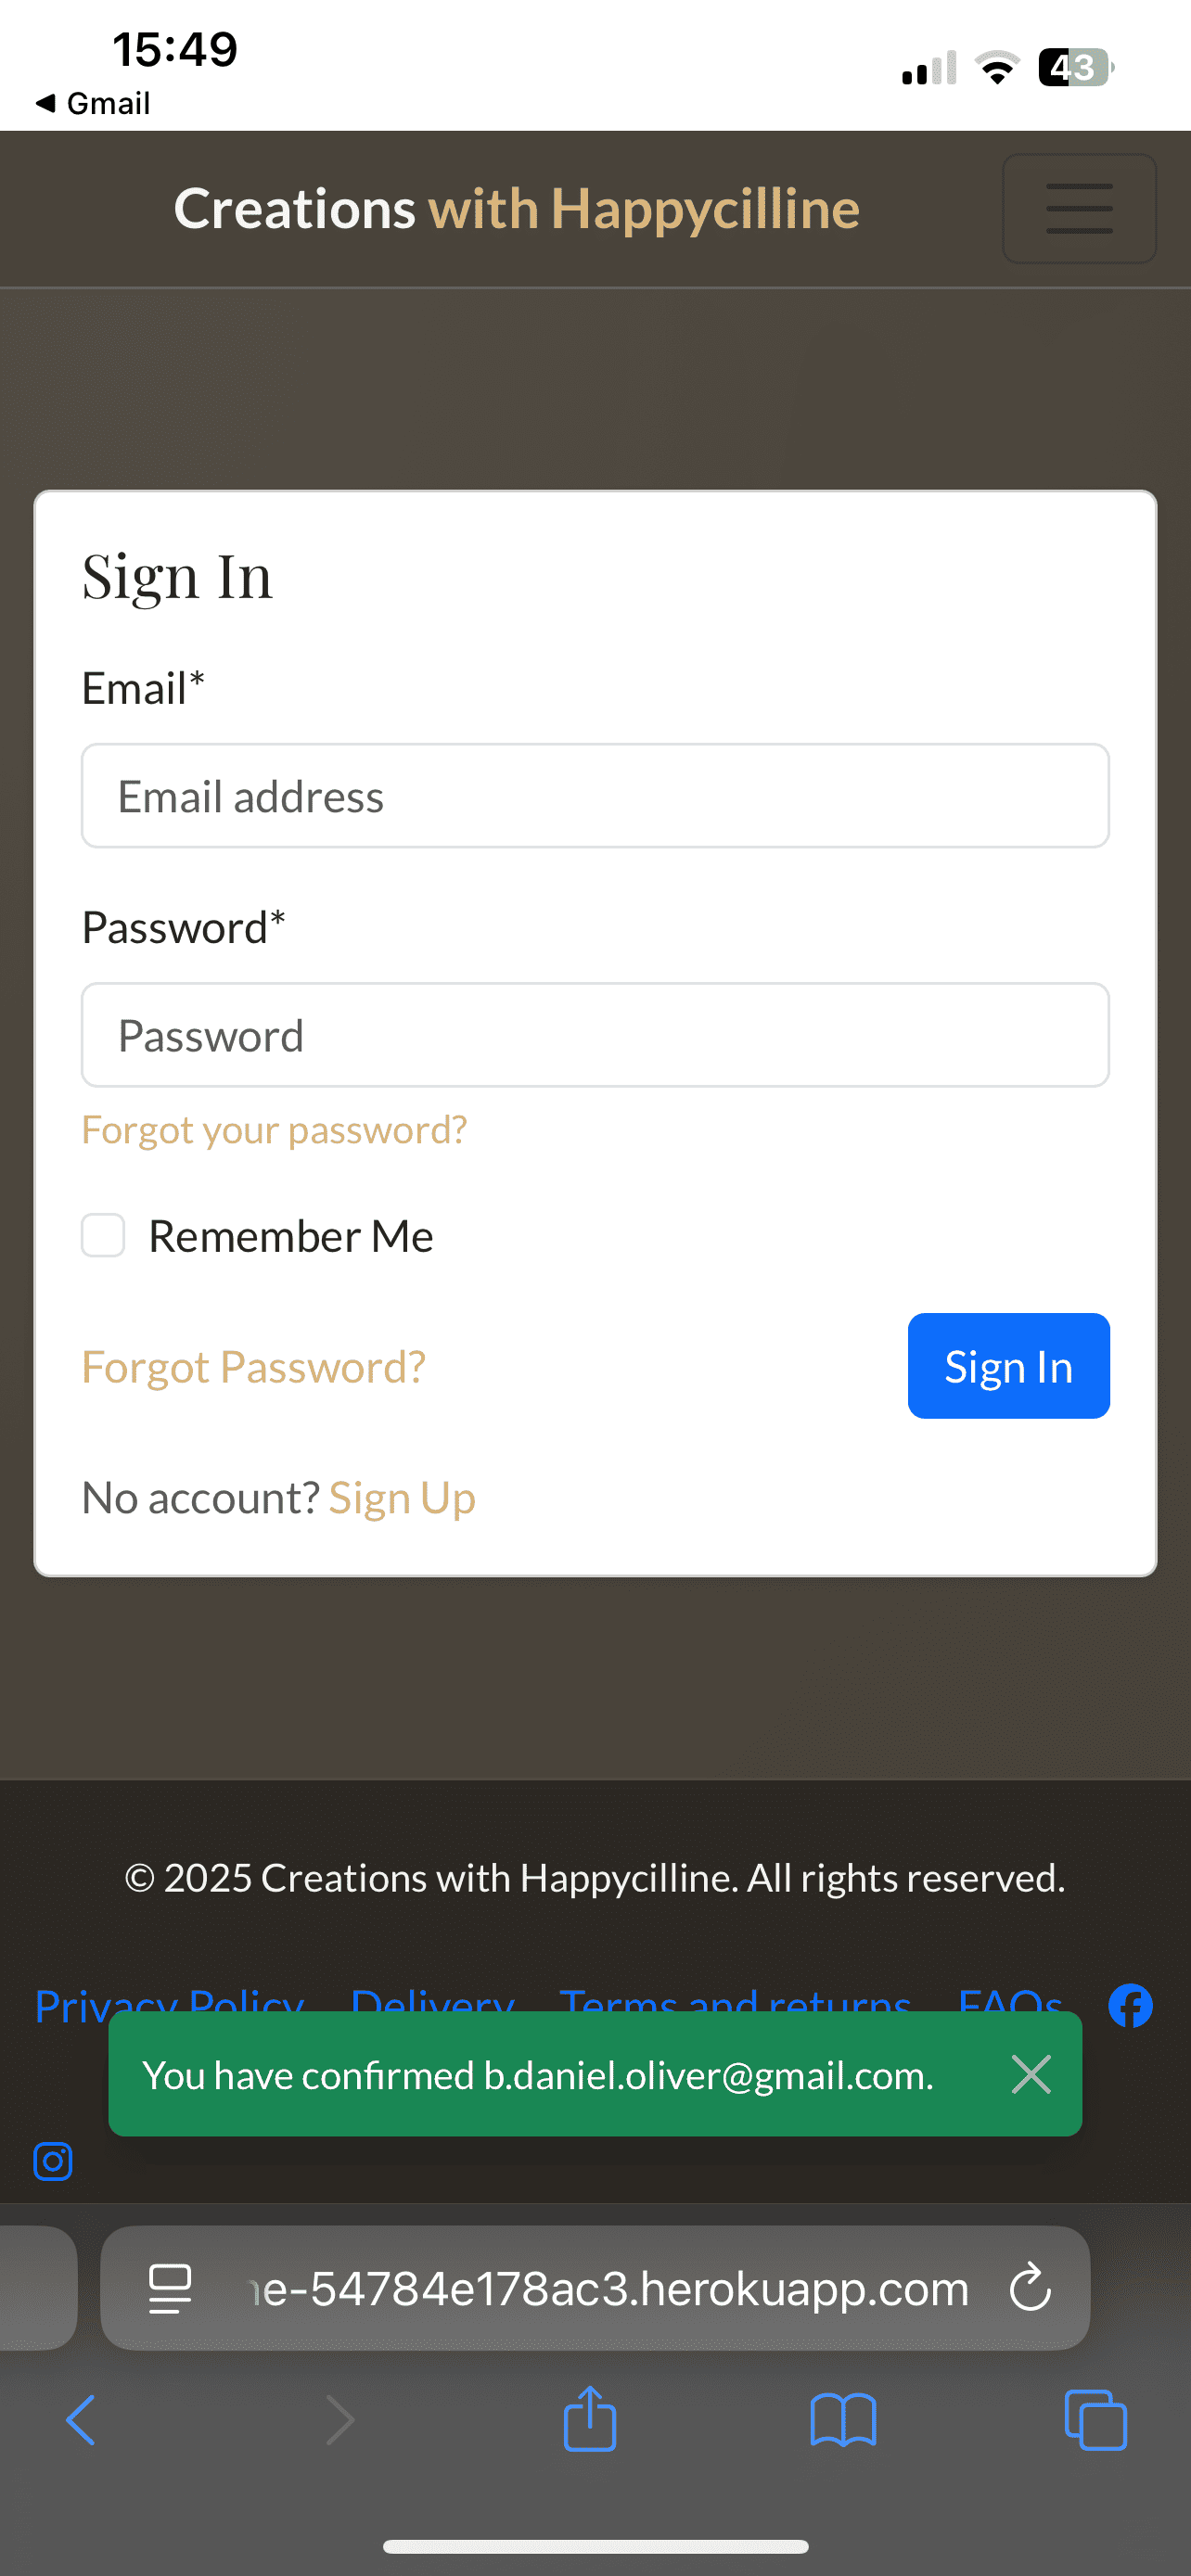 15:49
43
Gmail
Creations with Happycilline
Sign In
Email*
Email address
Password*
Password
Forgot your password?
Remember Me
Forgot Password?
Sign In
No account? Sign Up
© 2025 Creations with Happycilline. All rights reserved.
Privacy Policy Delivery Terms and returns FAQs
You have confirmed b.daniel.oliver@gmail.com.
e-54784e178ac3.herokuapp.com